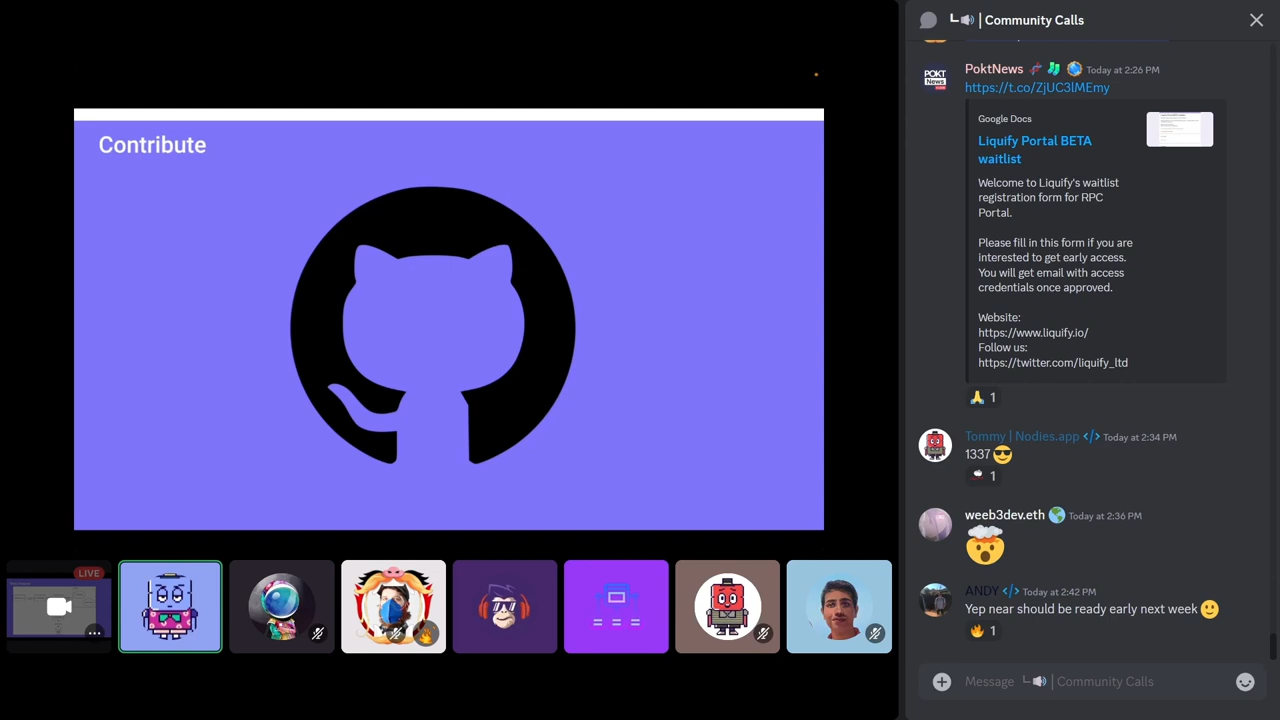 Contribute
LIVE
Community Calls
PoktNews Today at 2:26 PM
POKT
News
https://t.co/ZjUC3lMEmy
Google Docs
Liquify Portal BETA
waitlist
Welcome to Liquify's waitlist
registration form for RPC
Portal.
Please fill in this form if you are
interested to get early access.
You will get email with access
credentials once approved.
Website:
https://www.liquify.io/
Follow us:
https://twitter.com/liquify_ltd
🙏 1
Tommy | Nodies.app </> Today at 2:34 PM
1337 😎
1
weeb3dev.eth Today at 2:36 PM
🤯
ANDY </> Today at 2:42 PM
Yep near should be ready early next week 🙂
🔥 1
Message Community Calls